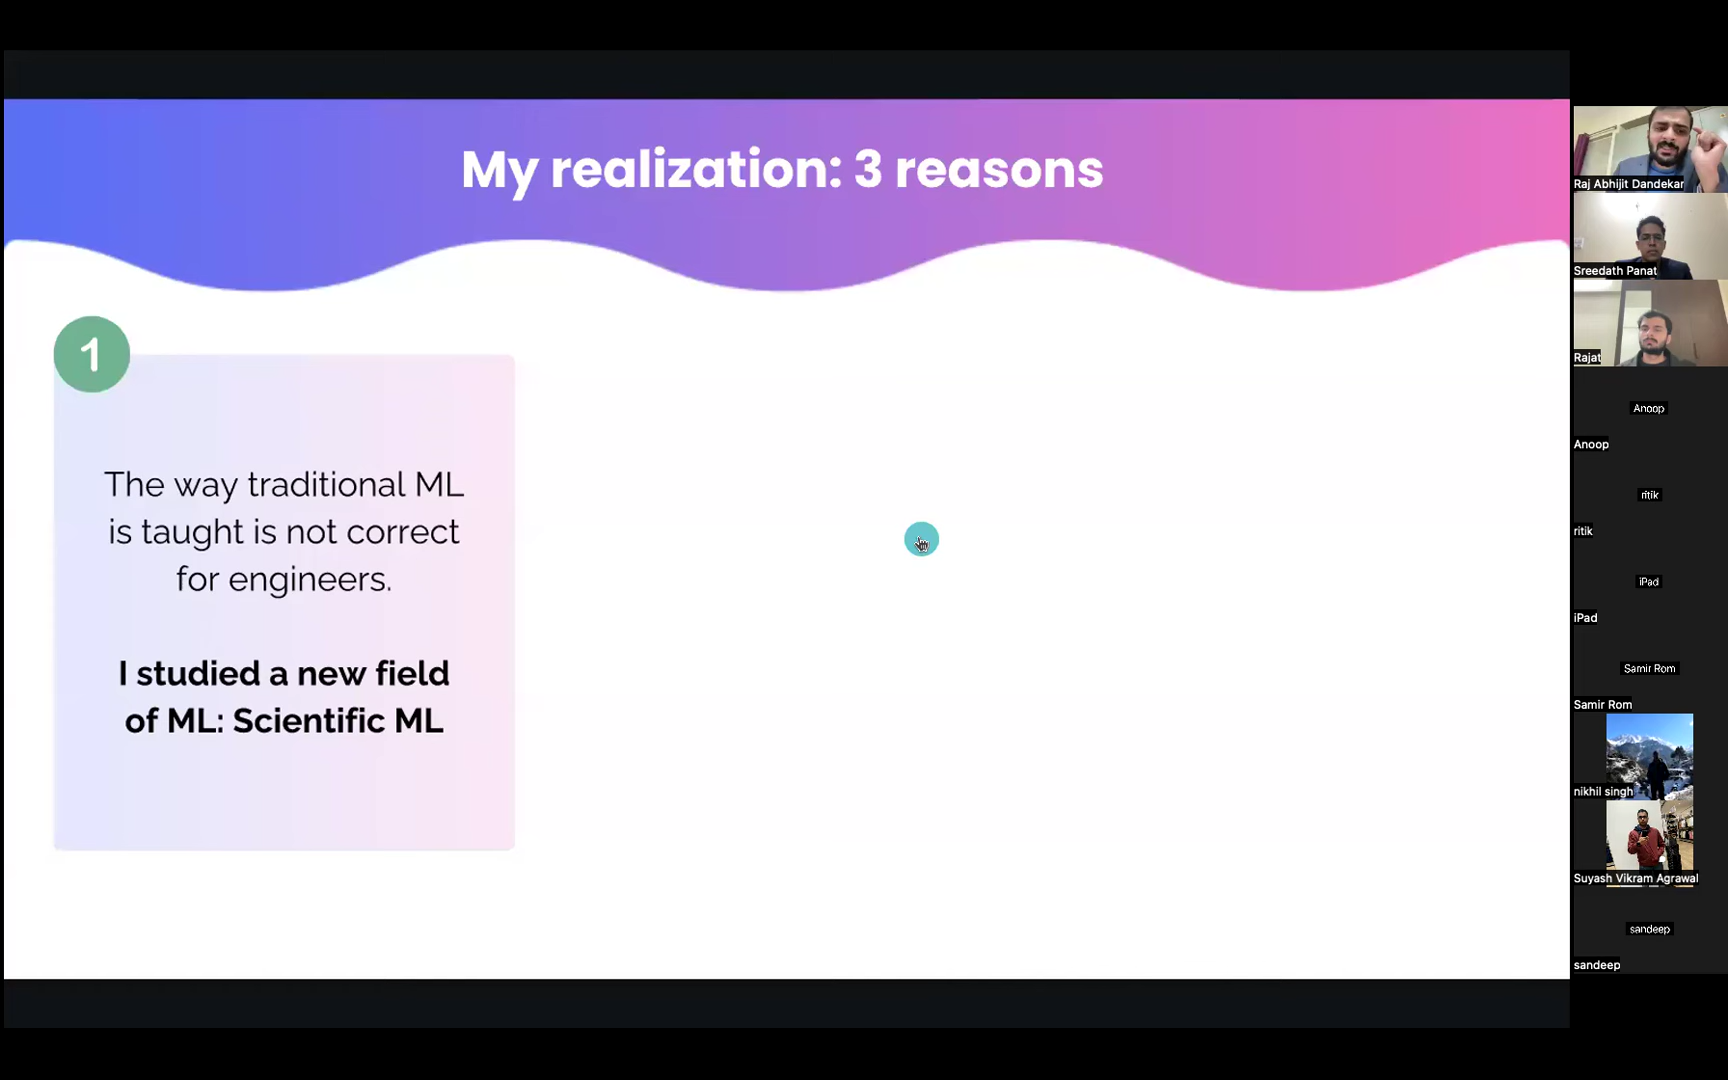 My realization: 3 reasons
1
The way traditional ML
is taught is not correct
for engineers.
I studied a new field
of ML: Scientific ML
Raj Abhijit Dandekar
Sreedath Panat
Rajat
Anoop
Anoop
ritik
ritik
iPad
iPad
Samir Rom
Samir Rom
nikhil singh
Suyash Vikram Agrawal
sandeep
sandeep